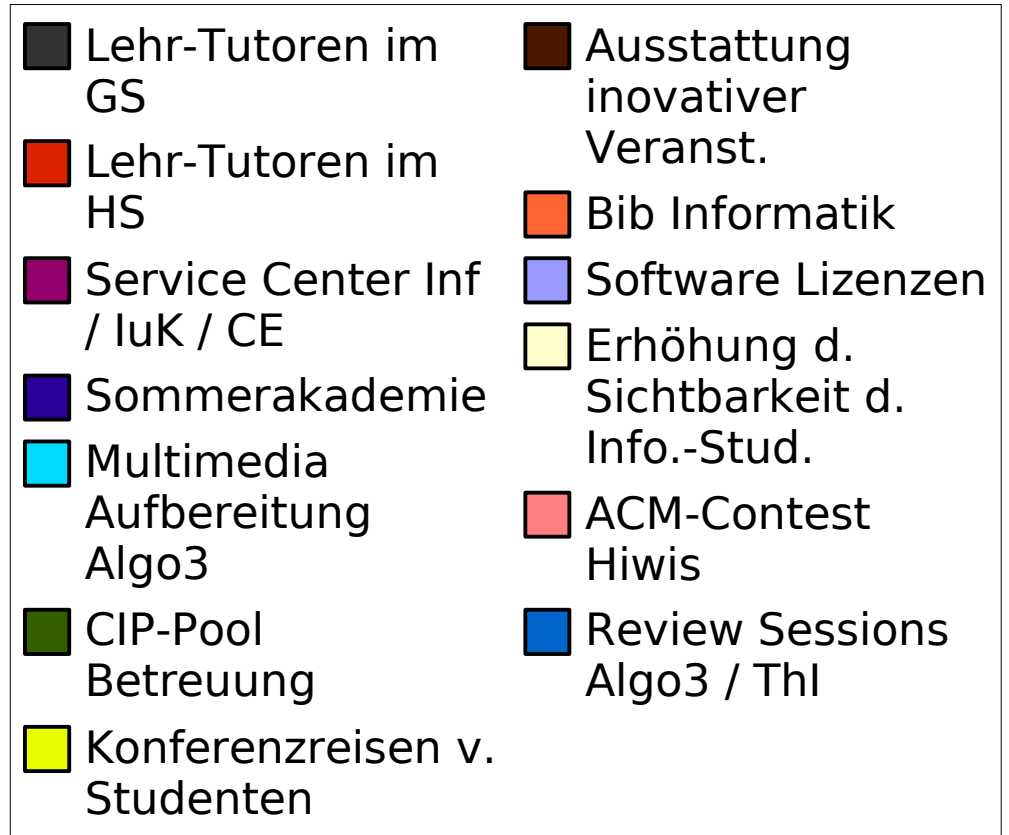 Lehr-Tutoren im
GS
Lehr-Tutoren im
HS
Service Center Inf
/ IuK / CE
Sommerakademie
Multimedia
Aufbereitung
Algo3
CIP-Pool
Betreuung
Konferenzreisen v.
Studenten
Ausstattung
inovativer
Veranst.
Bib Informatik
Software Lizenzen
Erhöhung d.
Sichtbarkeit d.
Info.-Stud.
ACM-Contest
Hiwis
Review Sessions
Algo3 / ThI